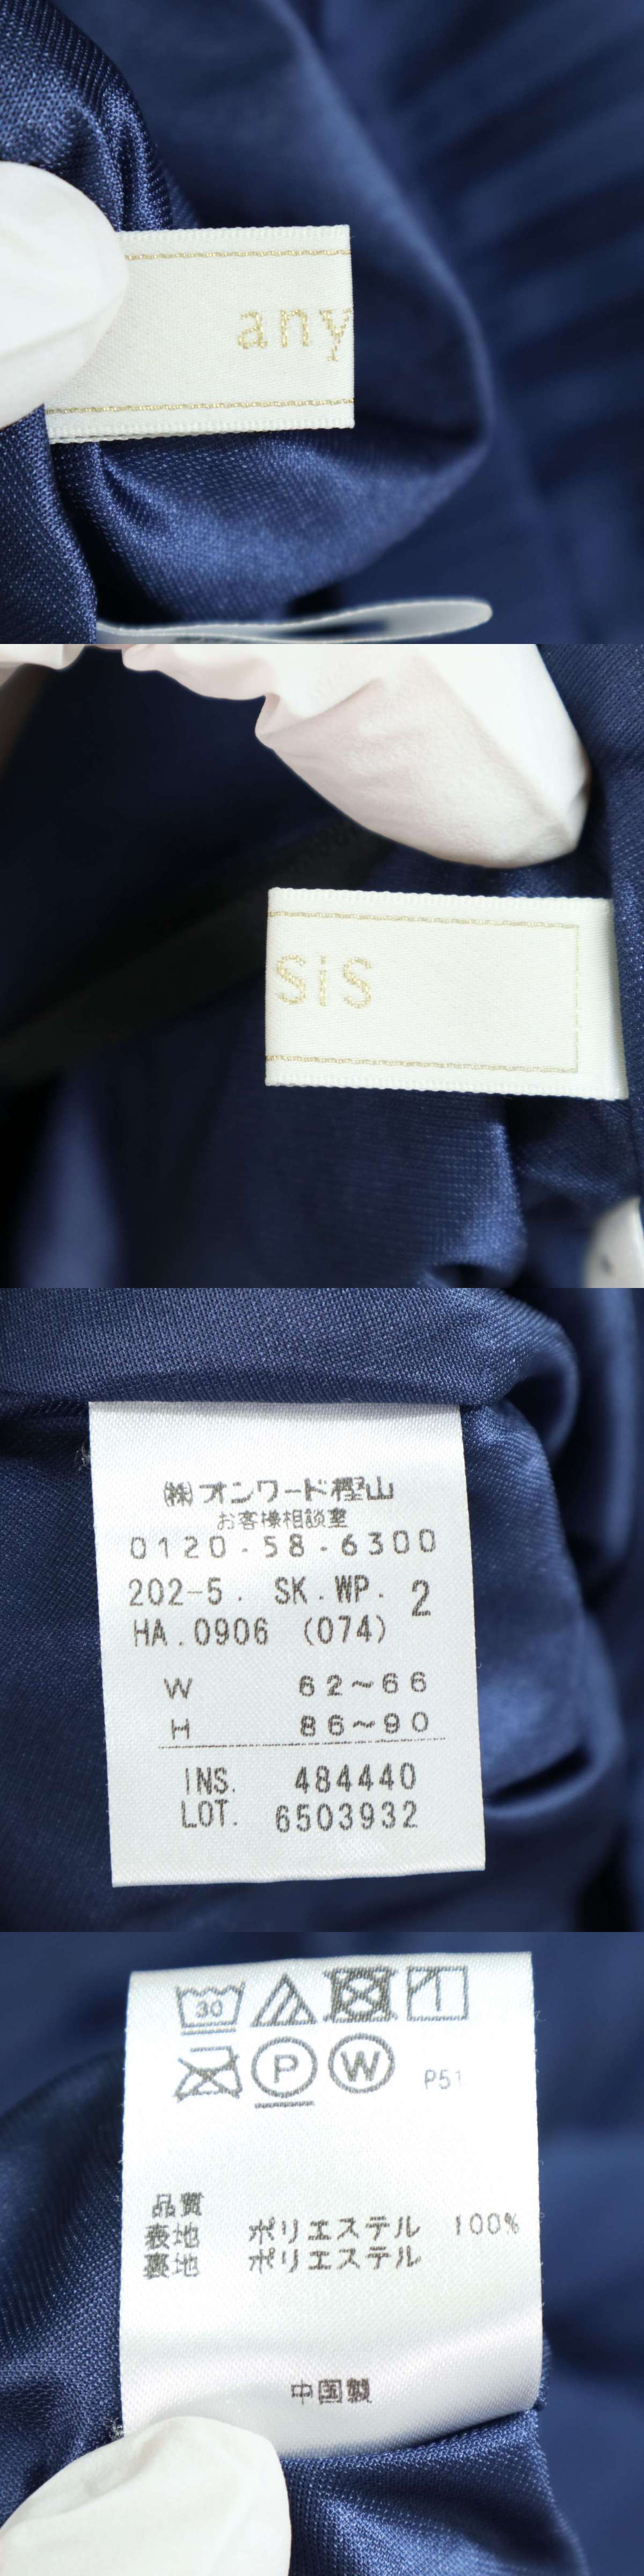 any
SiS
㈱オンワード樫山
お客様相談室
0120-58-6300
202-5. SK.WP. 2
HA.0906 (074)
W 62~66
H 86~90
INS. 484440
LOT. 6503932
30
P W P51
品質
表地 ポリエステル 100%
裏地 ポリエステル
中国製